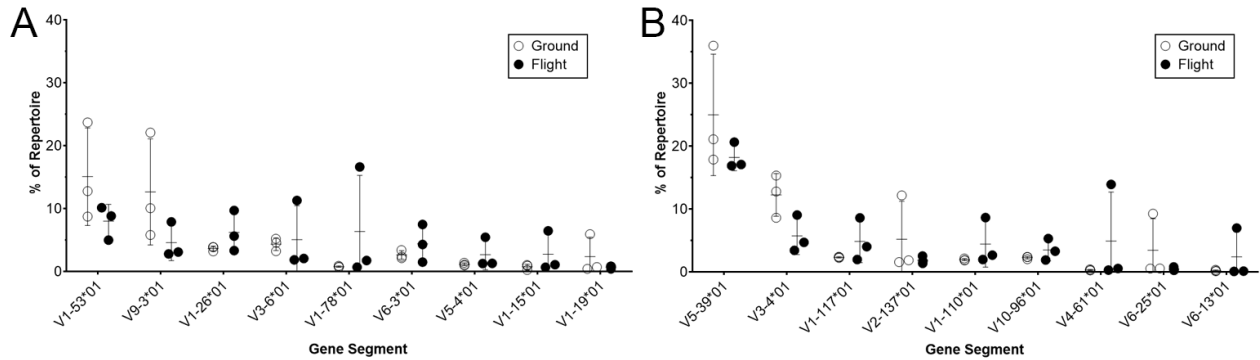 A
% of Repertoire
40
30
20
10
0
Ground
Flight
V1-53*01
V9-3*01
V1-26*01
V3-6*01
V1-78*01
V6-3*01
V5-4*01
V1-15*01
V1-19*01
Gene Segment
B
% of Repertoire
40
30
20
10
0
Ground
Flight
V5-39*01
V3-4*01
V1-117*01
V2-137*01
V1-110*01
V10-96*01
V4-61*01
V6-25*01
V6-13*01
Gene Segment